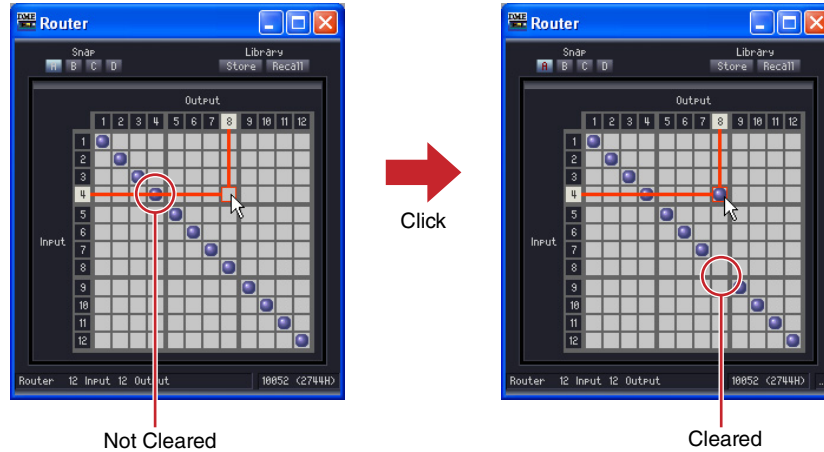 DME Router
Snap Library
A B C D Store Recall
Output
1 2 3 4 5 6 7 8 9 10 11 12
1
2
3
4
5
Input 6
7
8
9
10
11
12
Router 12 Input 12 Output 10052 (2744H)
Not Cleared
Click
DME Router
Snap Library
A B C D Store Recall
Output
1 2 3 4 5 6 7 8 9 10 11 12
1
2
3
4
5
Input 6
7
8
9
10
11
12
Router 12 Input 12 Output 10052 (2744H) ..
Cleared